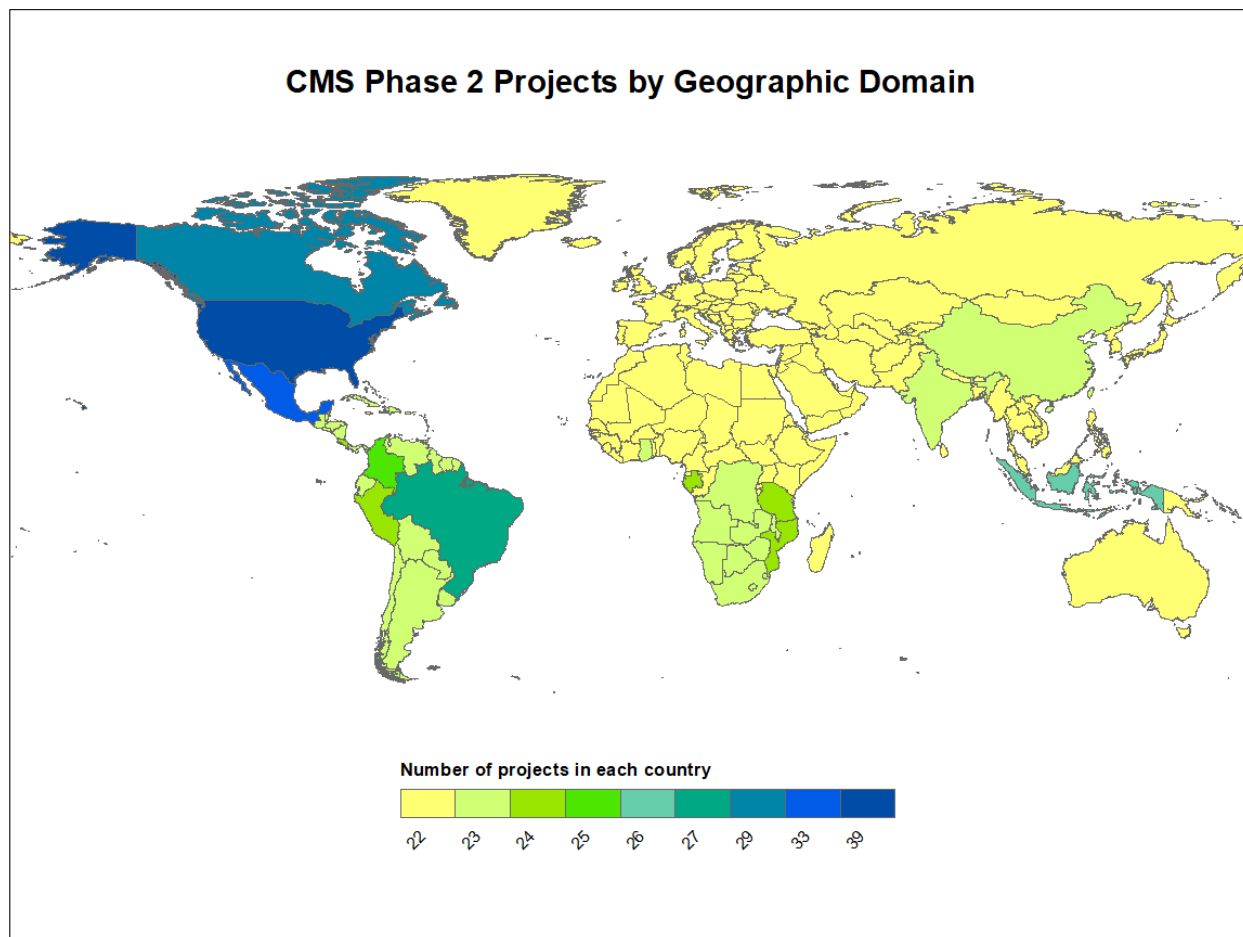 CMS Phase 2 Projects by Geographic Domain
Number of projects in each country
22 23 24 25 26 27 29 33 39